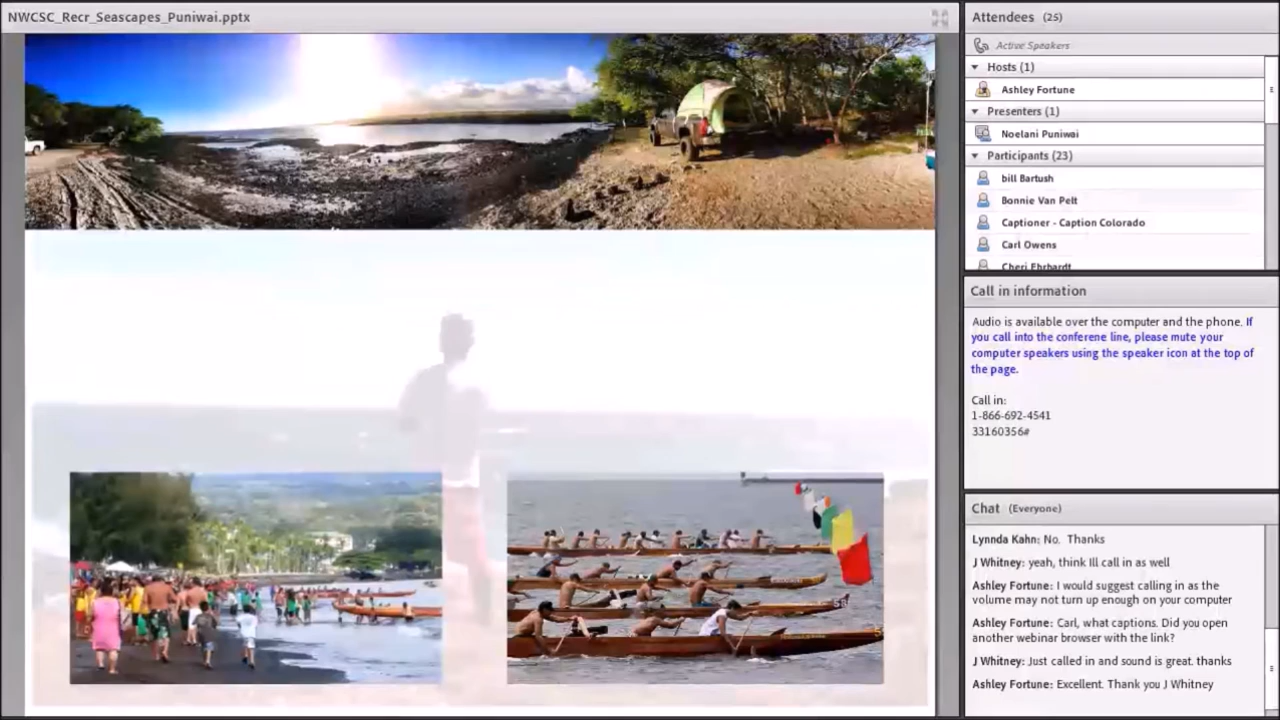 NWCSC_Recr_Seascapes_Puniwai.pptx
Attendees (25)
Active Speakers
Hosts (1)
Ashley Fortune
Presenters (1)
Noelani Puniwai
Participants (23)
bill Bartush
Bonnie Van Pelt
Captioner - Caption Colorado
Carl Owens
Cheri Ehrhardt
Call in information
Audio is available over the computer and the phone. If
you call into the conferene line, please mute your
computer speakers using the speaker icon at the top of
the page.
Call in:
1-866-692-4541
33160356#
Chat (Everyone)
Lynnda Kahn: No. Thanks
J Whitney: yeah, think Ill call in as well
Ashley Fortune: I would suggest calling in as the
volume may not turn up enough on your computer
Ashley Fortune: Carl, what captions. Did you open
another webinar browser with the link?
J Whitney: Just called in and sound is great. thanks
Ashley Fortune: Excellent. Thank you J Whitney